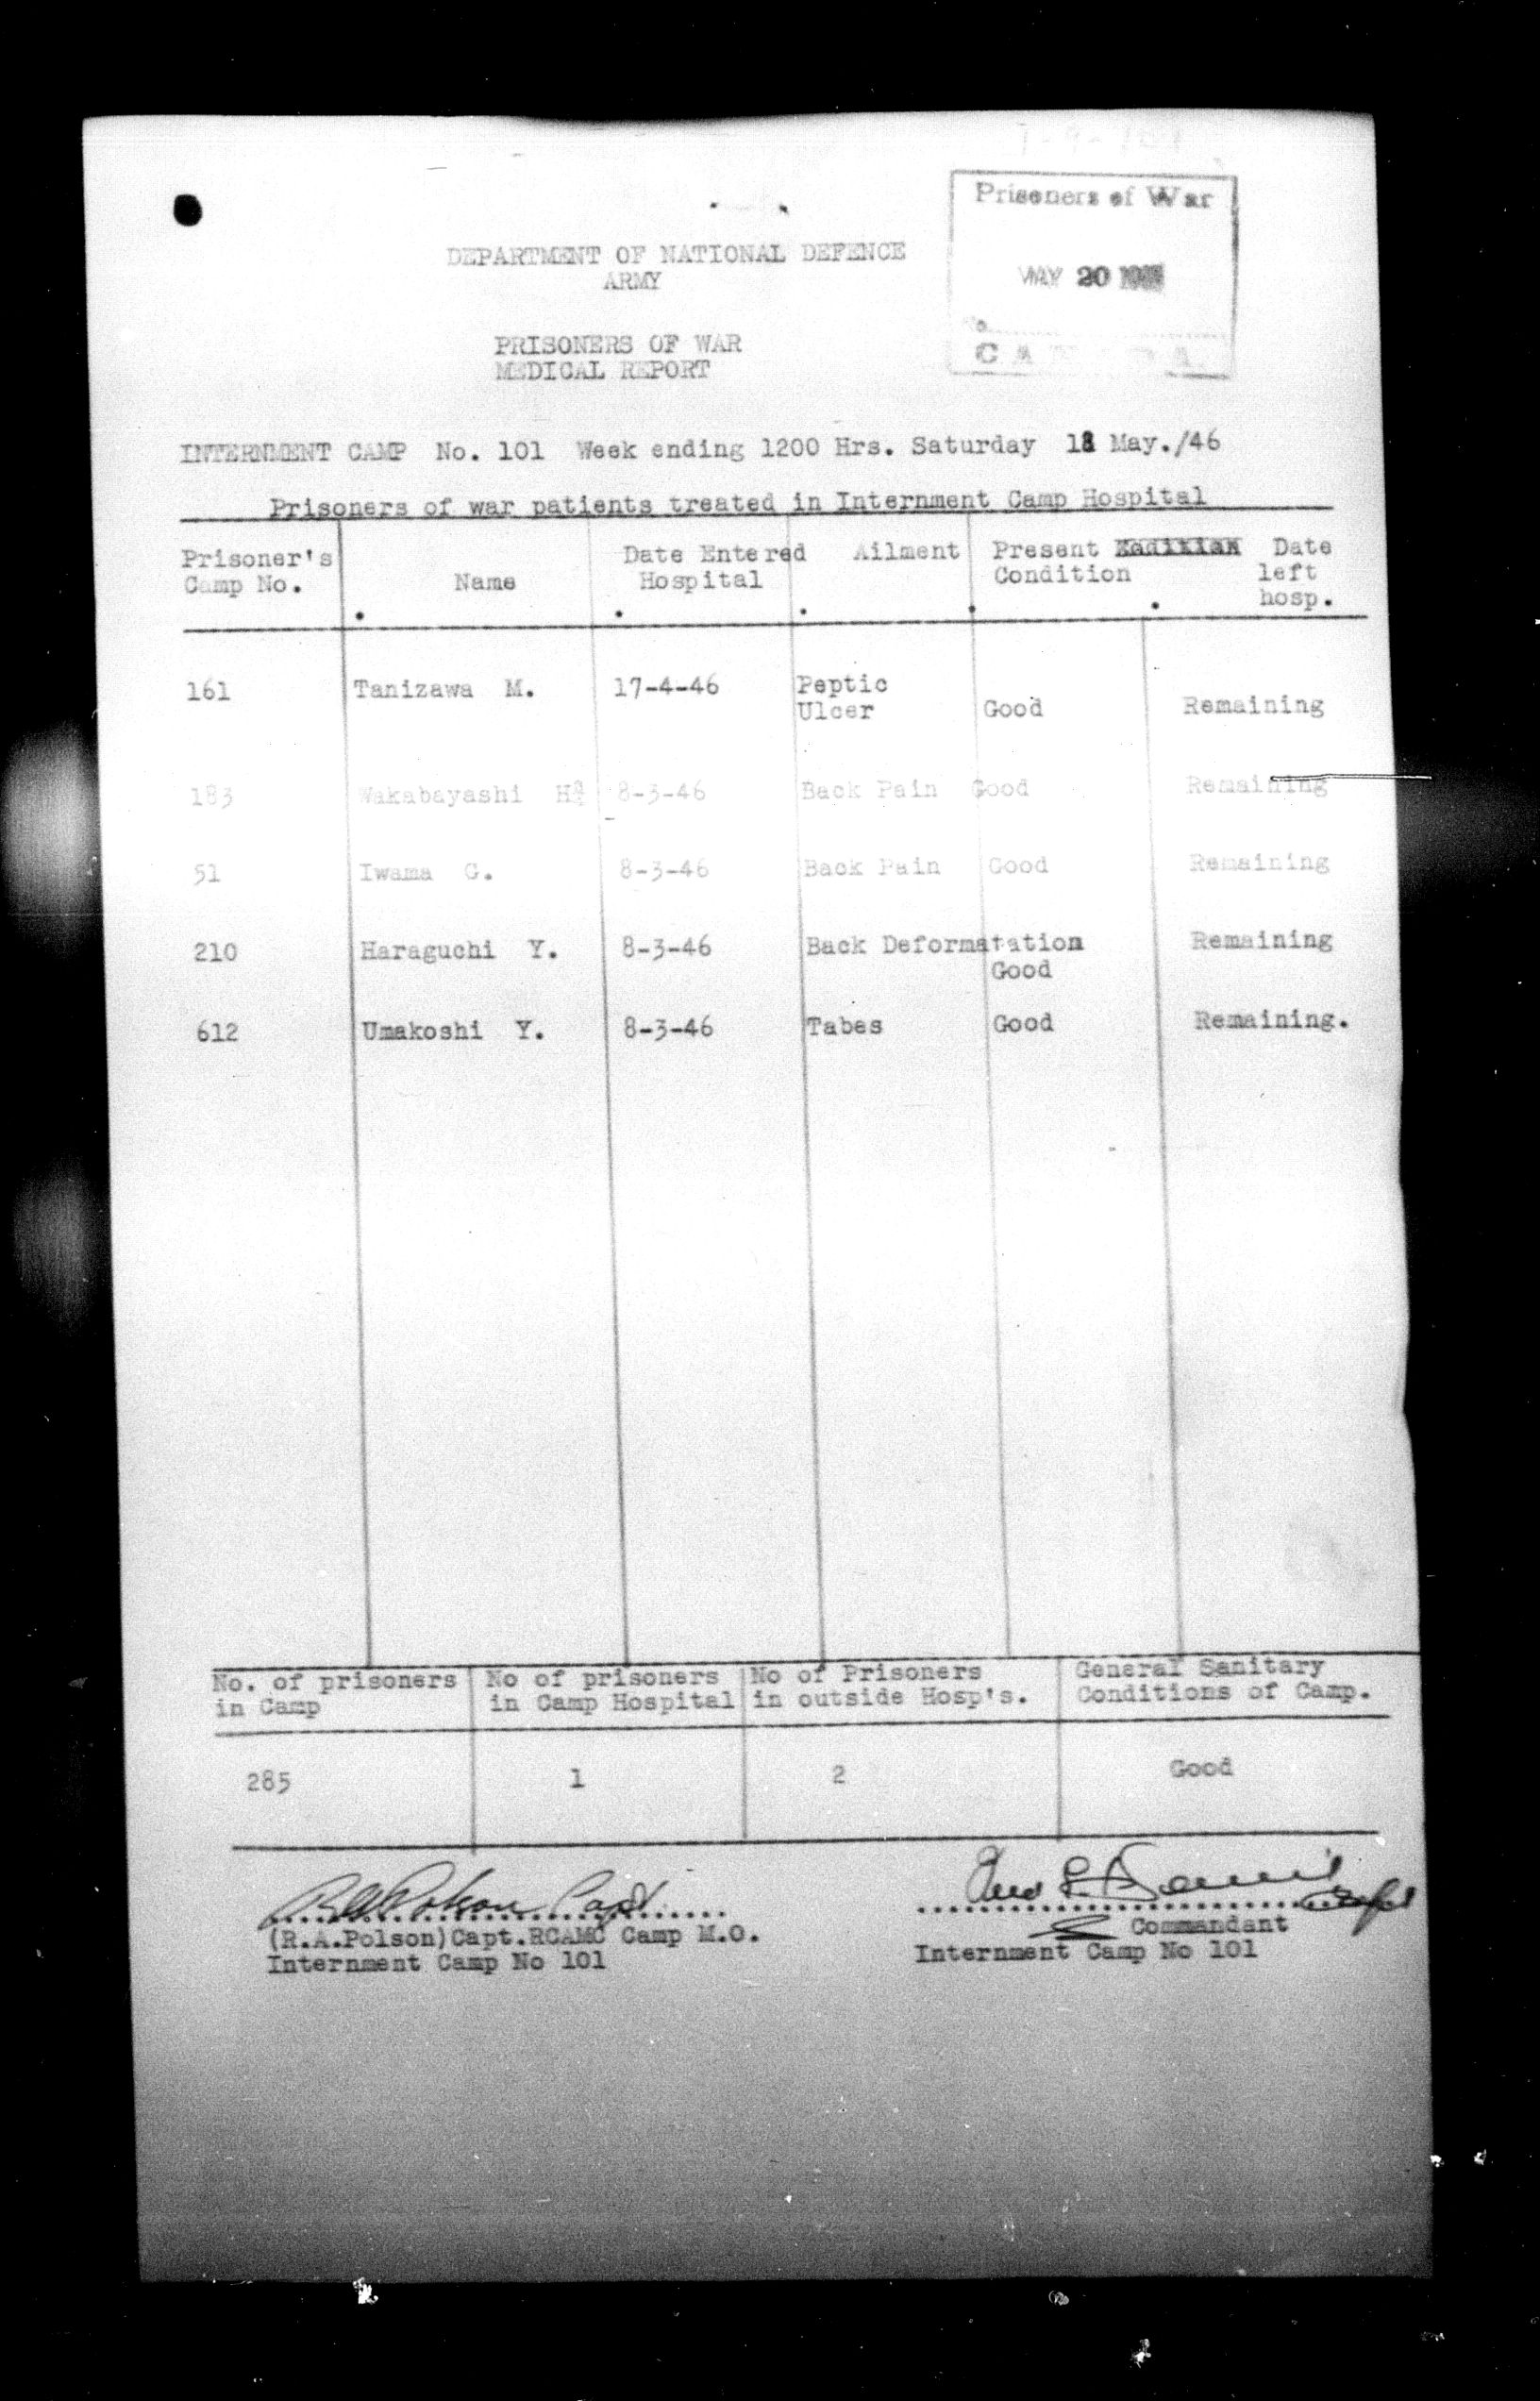 Prisoners of War
MAY 20
DEPARTMENT OF NATIONAL DEFENCE
ARMY
No.
CANADA
PRISONERS OF WAR
MEDICAL REPORT
INTERNMENT CAMP No. 101 Week ending 1200 Hrs. Saturday 18 May./46
Prisoners of war patients treated in Internment Camp Hospital
Prisoner's Camp No. Name Date Entered Hospital Ailment Present Condition Date left hosp.
161 Tanizawa M. 17-4-46 Peptic Ulcer Good Remaining
183 Wakabayashi H 8-3-46 Back Pain Good Remaining
51 Iwama G. 8-3-46 Back Pain Good Remaining
210 Haraguchi Y. 8-3-46 Back Deformatation Good Remaining
612 Umakoshi Y. 8-3-46 Tabes Good Remaining.
No. of prisoners in Camp No of prisoners in Camp Hospital No of Prisoners in outside Hosp's. General Sanitary Conditions of Camp.
285 1 2 Good
RAPolson Capt.
(R.A.Polson)Capt.RCAMC Camp M.O. Commandant
Internment Camp No 101 Internment Camp No 101